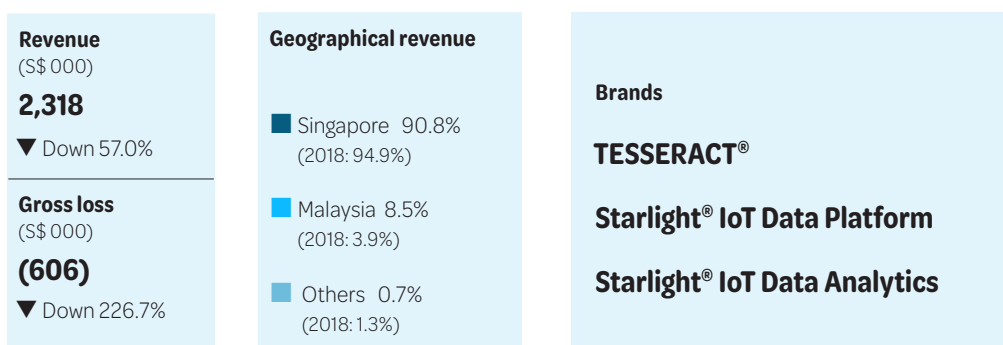 Revenue
(S$ 000)
2,318
▼ Down 57.0%
Gross loss
(S$ 000)
(606)
▼ Down 226.7%
Geographical revenue
Singapore 90.8%
(2018: 94.9%)
Malaysia 8.5%
(2018: 3.9%)
Others 0.7%
(2018: 1.3%)
Brands
TESSERACT®
Starlight® IoT Data Platform
Starlight® IoT Data Analytics